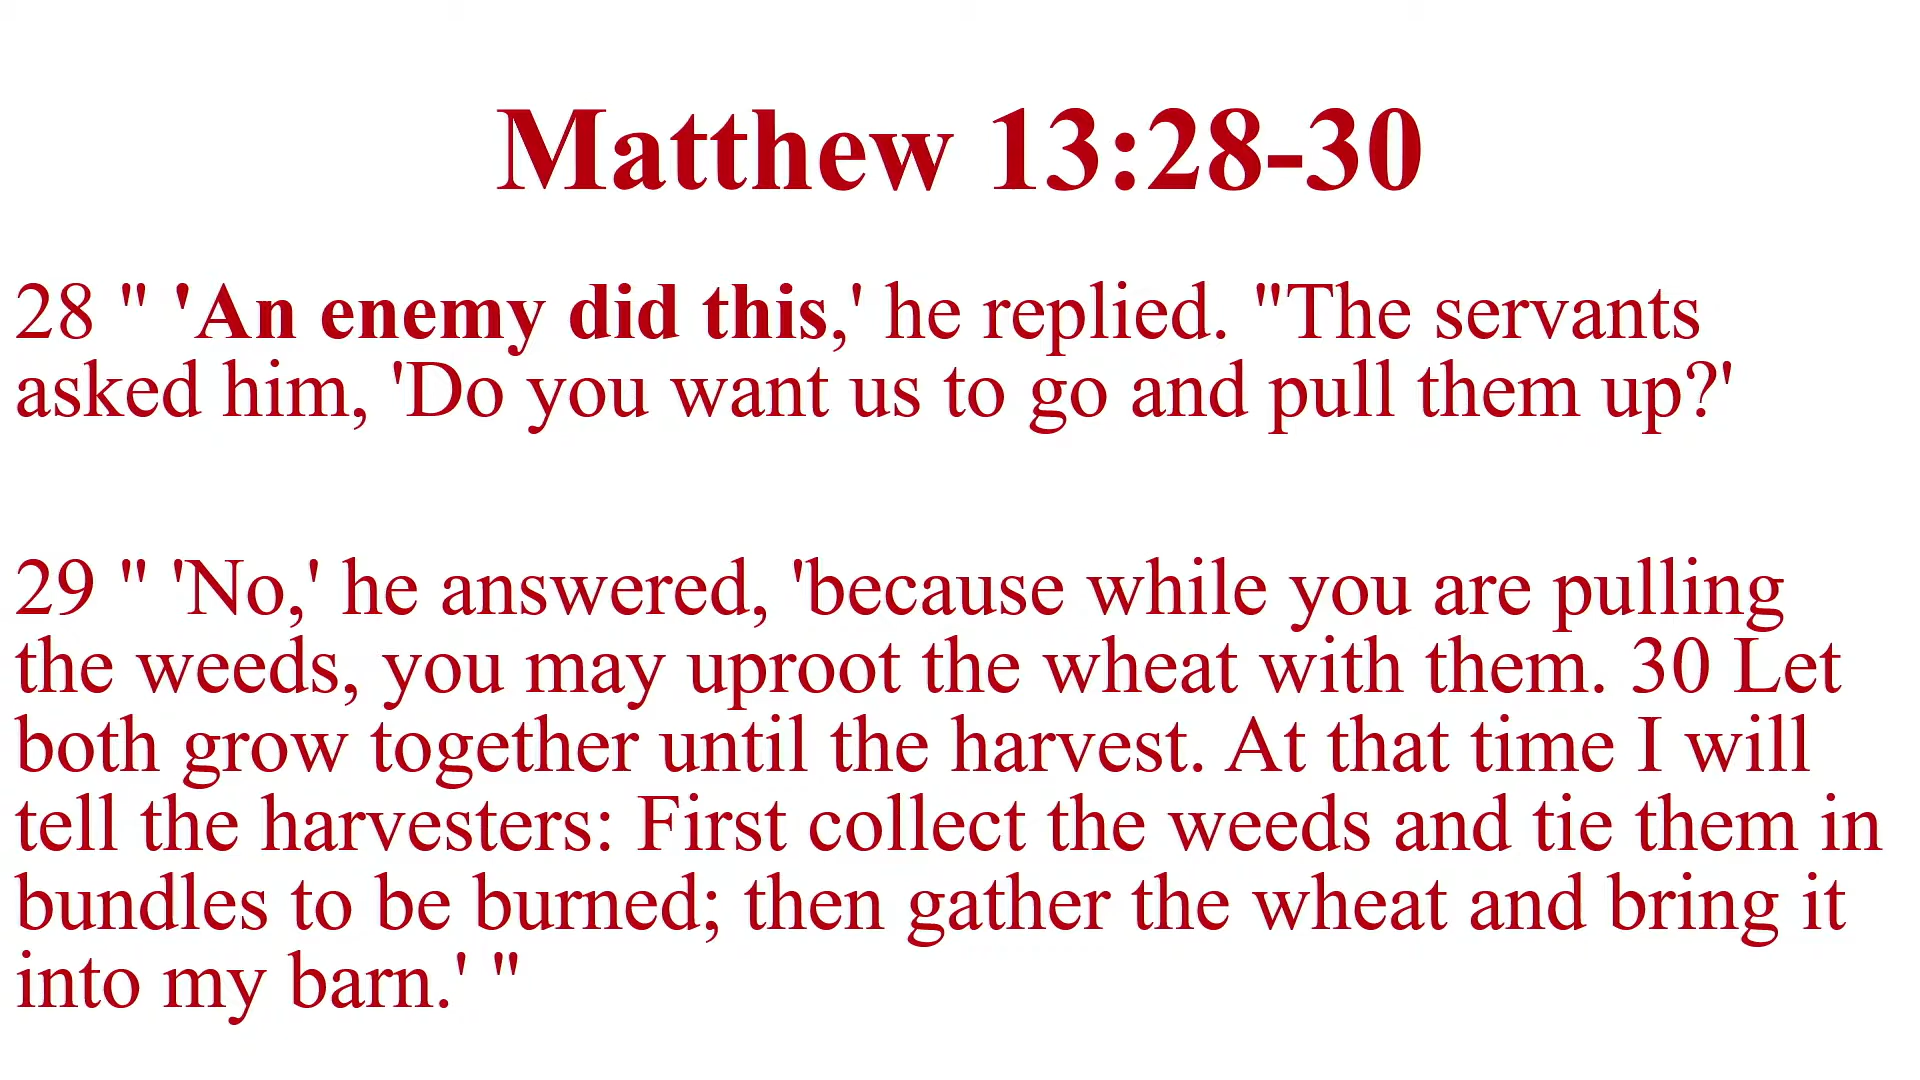 Matthew 13:28-30
28 " 'An enemy did this,' he replied. "The servants
asked him, 'Do you want us to go and pull them up?'
29 " 'No,' he answered, 'because while you are pulling
the weeds, you may uproot the wheat with them. 30 Let
both grow together until the harvest. At that time I will
tell the harvesters: First collect the weeds and tie them in
bundles to be burned; then gather the wheat and bring it
into my barn.' "